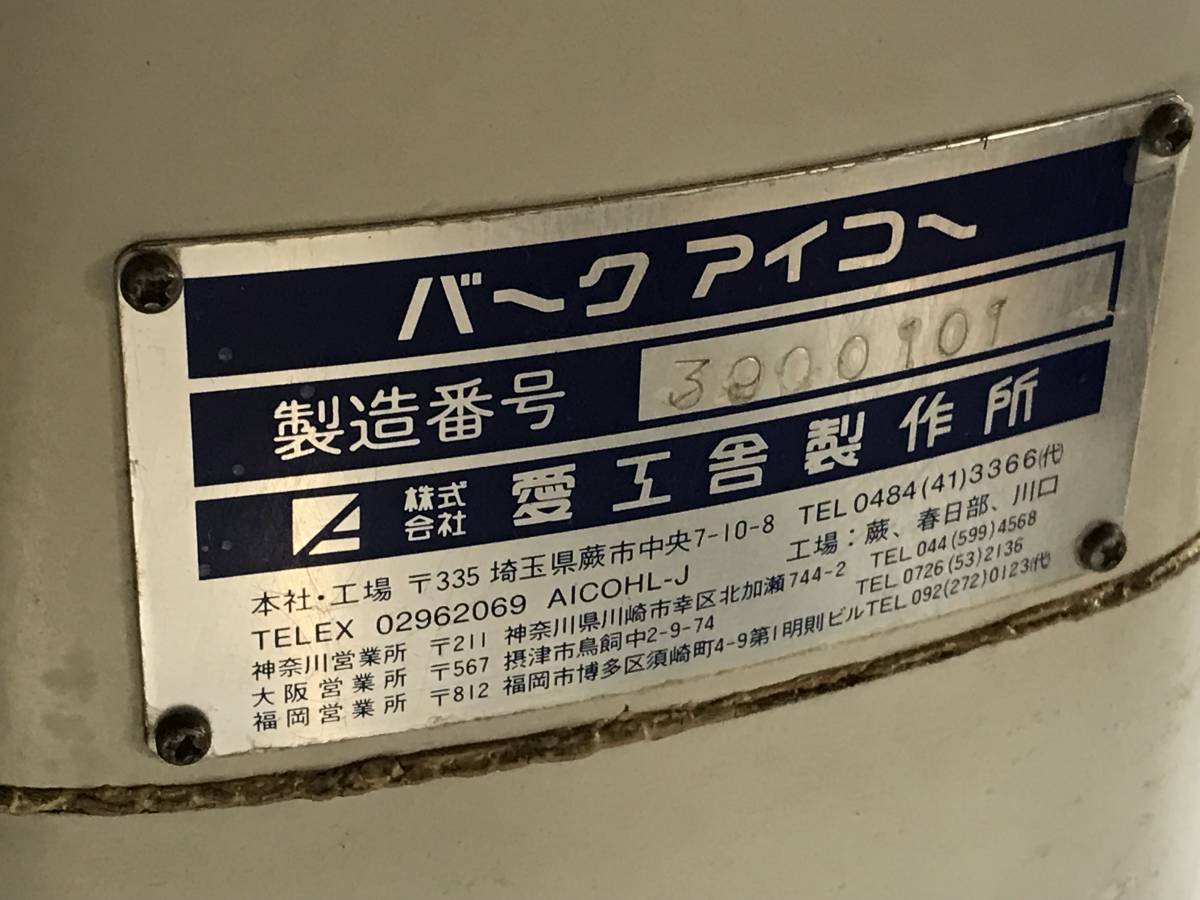 バーク アイコー
製造番号 3000101
株式会社 愛工舎製作所
本社・工場 〒335 埼玉県蕨市中央7-10-8 TEL 0484(41)3366(代)
TELEX 02962069 AICOHL-J 工場：蕨、春日部、川口
神奈川営業所 〒211 神奈川県川崎市幸区北加瀬744-2 TEL 044(599)4568
大阪営業所 〒567 摂津市鳥飼中2-9-74 TEL 0726(53)2136
福岡営業所 〒812 福岡市博多区須崎町4-9第1明則ビル TEL 092(272)0123(代)